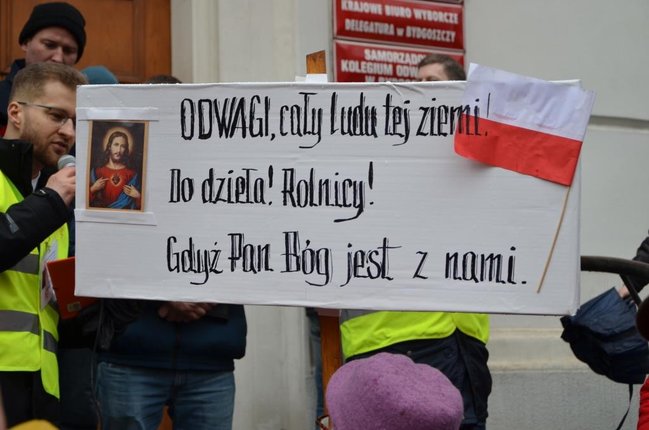 KRAJOWE BIURO WYBORCZE
DELEGATURA w BYDGOSZCZY
KOLEGIUM
ODWAGI, cały ludu tej ziemi!
Do dzieła! Rolnicy!
Gdyż Pan Bóg jest z nami.